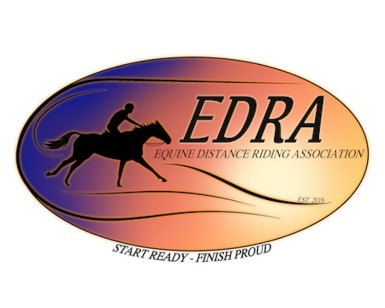 EDRA
EQUINE DISTANCE RIDING ASSOCIATION
EST. 2016
START READY - FINISH PROUD